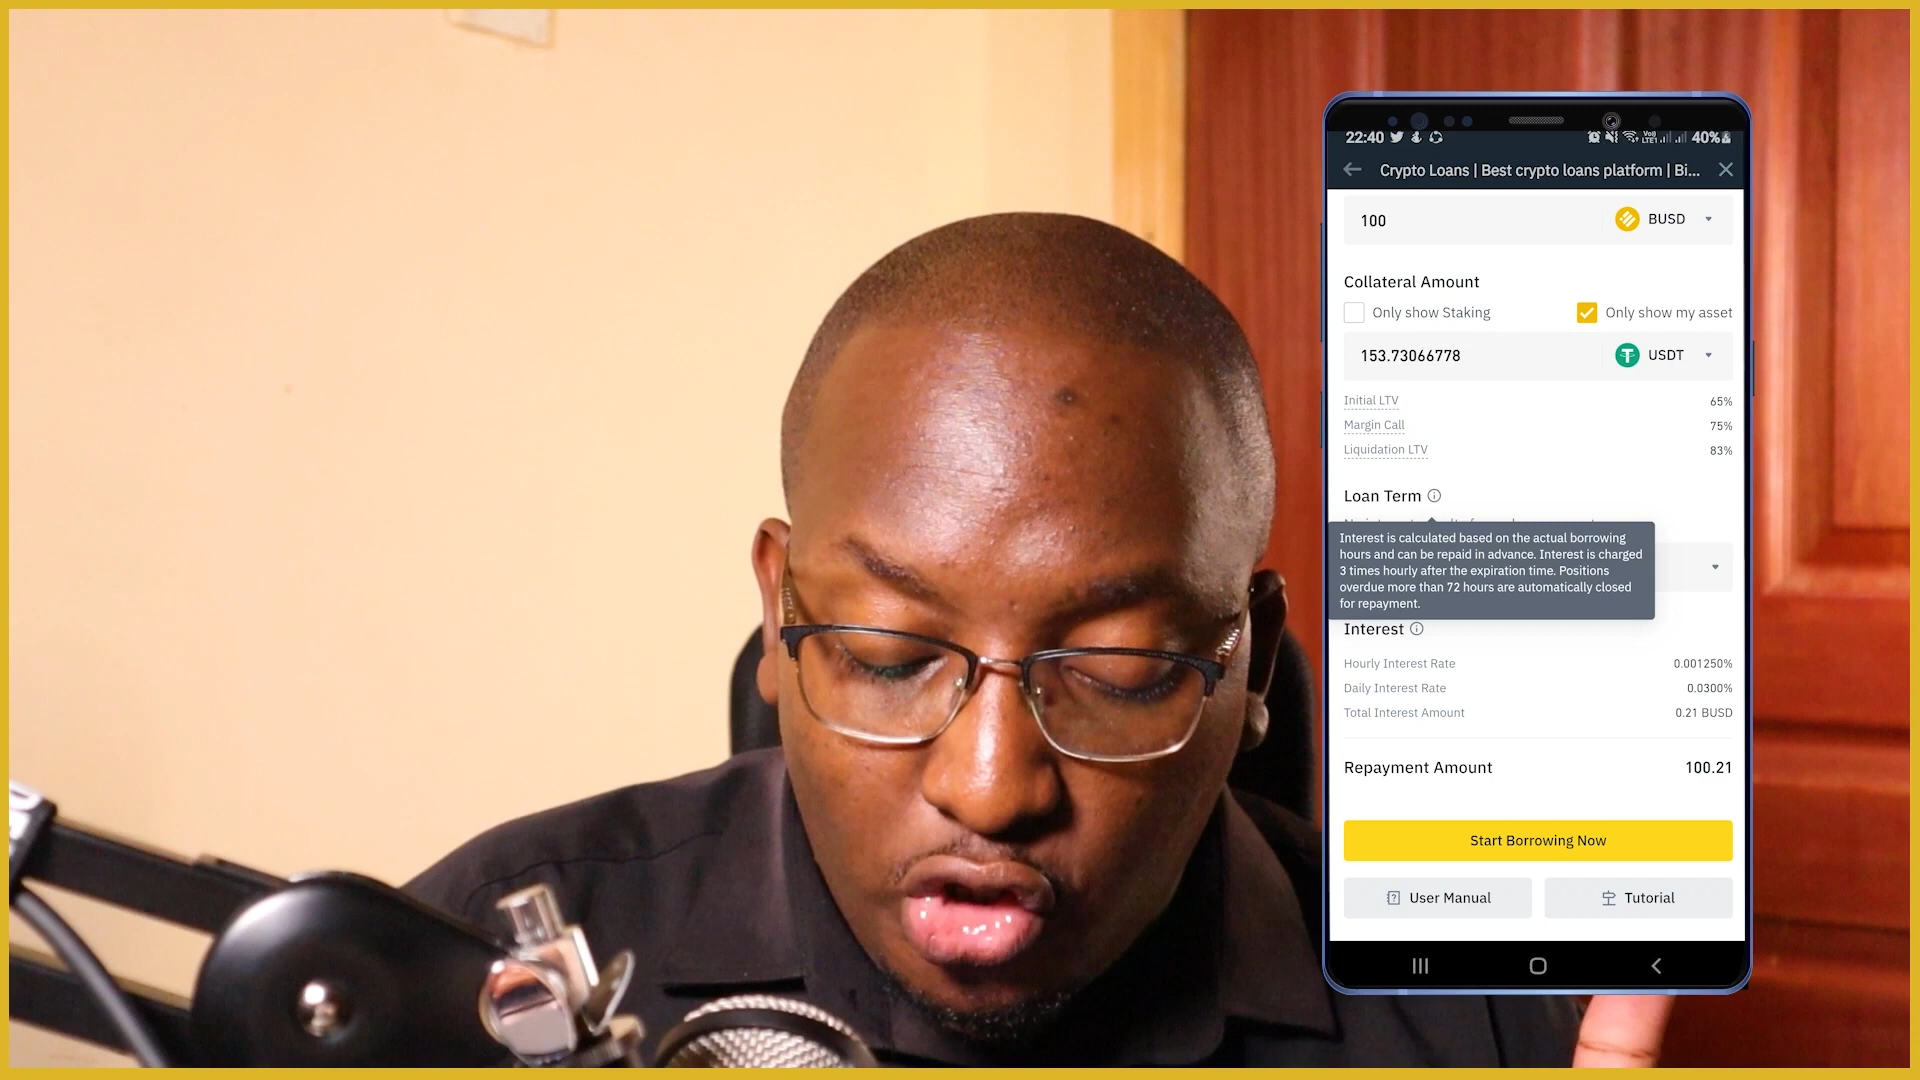 22:40
40%
Crypto Loans | Best crypto loans platform | Bi...
100
BUSD
Collateral Amount
Only show Staking
Only show my asset
153.73066778
USDT
Initial LTV
65%
Margin Call
75%
Liquidation LTV
83%
Loan Term
Interest is calculated based on the actual borrowing
hours and can be repaid in advance. Interest is charged
3 times hourly after the expiration time. Positions
overdue more than 72 hours are automatically closed
for repayment.
Interest
Hourly Interest Rate
0.001250%
Daily Interest Rate
0.0300%
Total Interest Amount
0.21 BUSD
Repayment Amount
100.21
Start Borrowing Now
User Manual
Tutorial